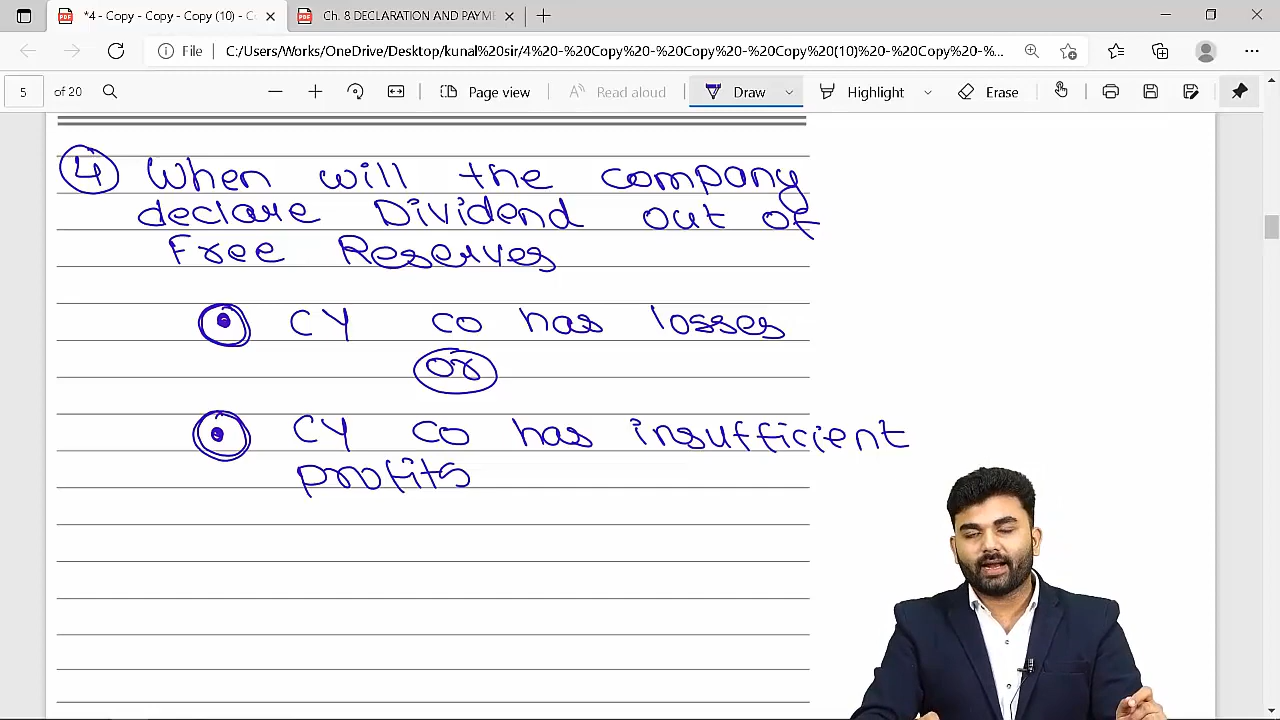 *4 - Copy - Copy - Copy (10) - Co
Ch. 8 DECLARATION AND PAYME
File
C:/Users/Works/OneDrive/Desktop/kunal%20sir/4%20-%20Copy%20-%20Copy%20-%20Copy%20(10)%20-%20Copy%20-%...
5 of 20
Page view
Read aloud
Draw
Highlight
Erase
4 When will the company
declare Dividend out of
Free Reserves
• CY co has losses
or
• CY co has insufficient
profits